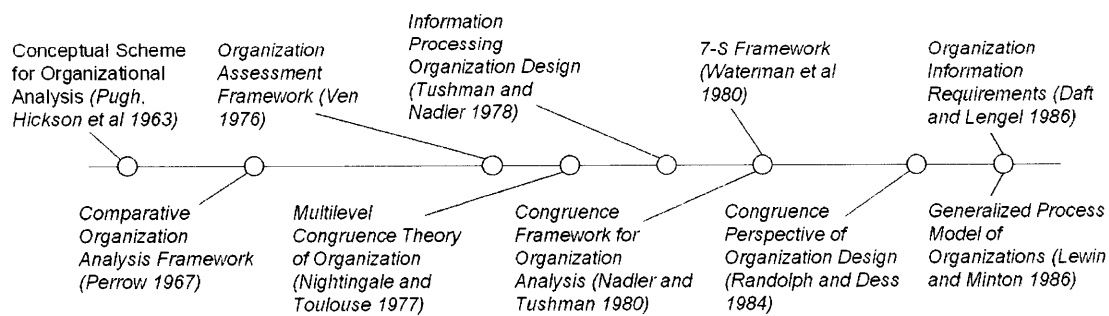 Conceptual Scheme
for Organizational
Analysis (Pugh,
Hickson et al 1963)
Organization
Assessment
Framework (Ven
1976)
Information
Processing
Organization Design
(Tushman and
Nadler 1978)
7-S Framework
(Waterman et al
1980)
Organization
Information
Requirements (Daft
and Lengel 1986)
Comparative
Organization
Analysis Framework
(Perrow 1967)
Multilevel
Congruence Theory
of Organization
(Nightingale and
Toulouse 1977)
Congruence
Framework for
Organization
Analysis (Nadler and
Tushman 1980)
Congruence
Perspective of
Organization Design
(Randolph and Dess
1984)
Generalized Process
Model of
Organizations (Lewin
and Minton 1986)